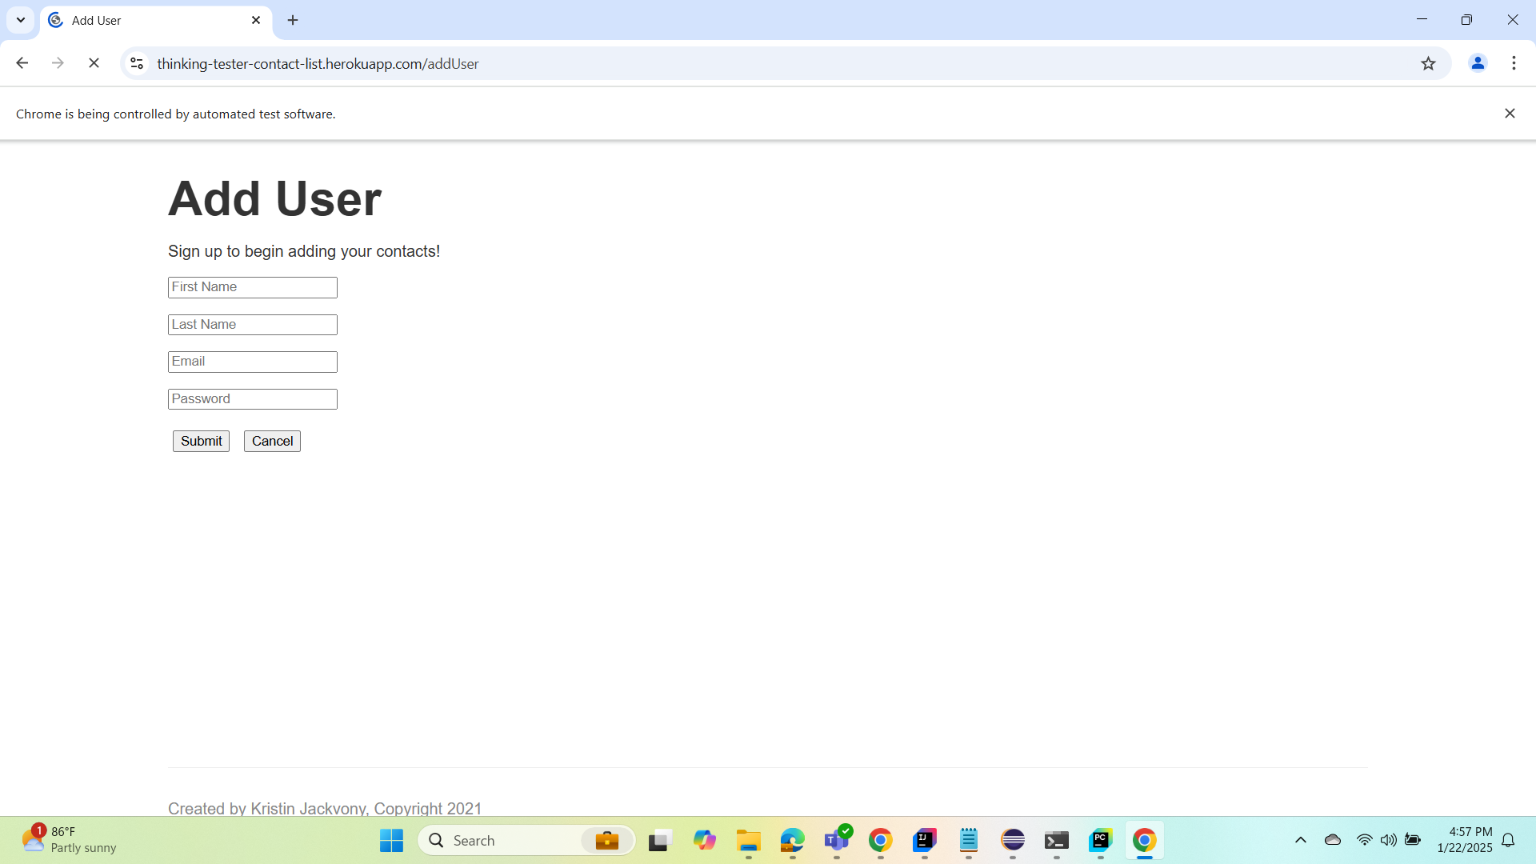 Add User
thinking-tester-contact-list.herokuapp.com/addUser
Chrome is being controlled by automated test software.
Add User
Sign up to begin adding your contacts!
First Name
Last Name
Email
Password
Submit Cancel
Created by Kristin Jackvony, Copyright 2021
1
86°F
Partly sunny
Search
T
IJ
PC
4:57 PM
1/22/2025